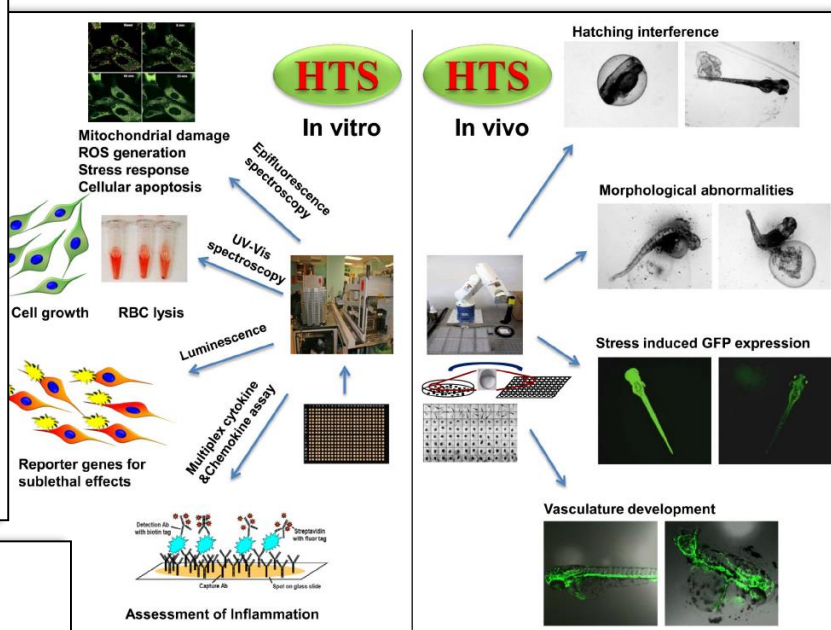 HTS
In vitro
Mitochondrial damage
ROS generation
Stress response
Cellular apoptosis
Epifluorescence
spectroscopy
UV-Vis
spectroscopy
Cell growth
RBC lysis
Luminescence
Reporter genes for
sublethal effects
Multiplex cytokine
&Chemokine assay
Detection Ab
with biotin tag
Streptavidin
with fluor tag
Capture Ab
Spot on glass slide
Assessment of Inflammation
HTS
In vivo
Hatching interference
Morphological abnormalities
Stress induced GFP expression
Vasculature development